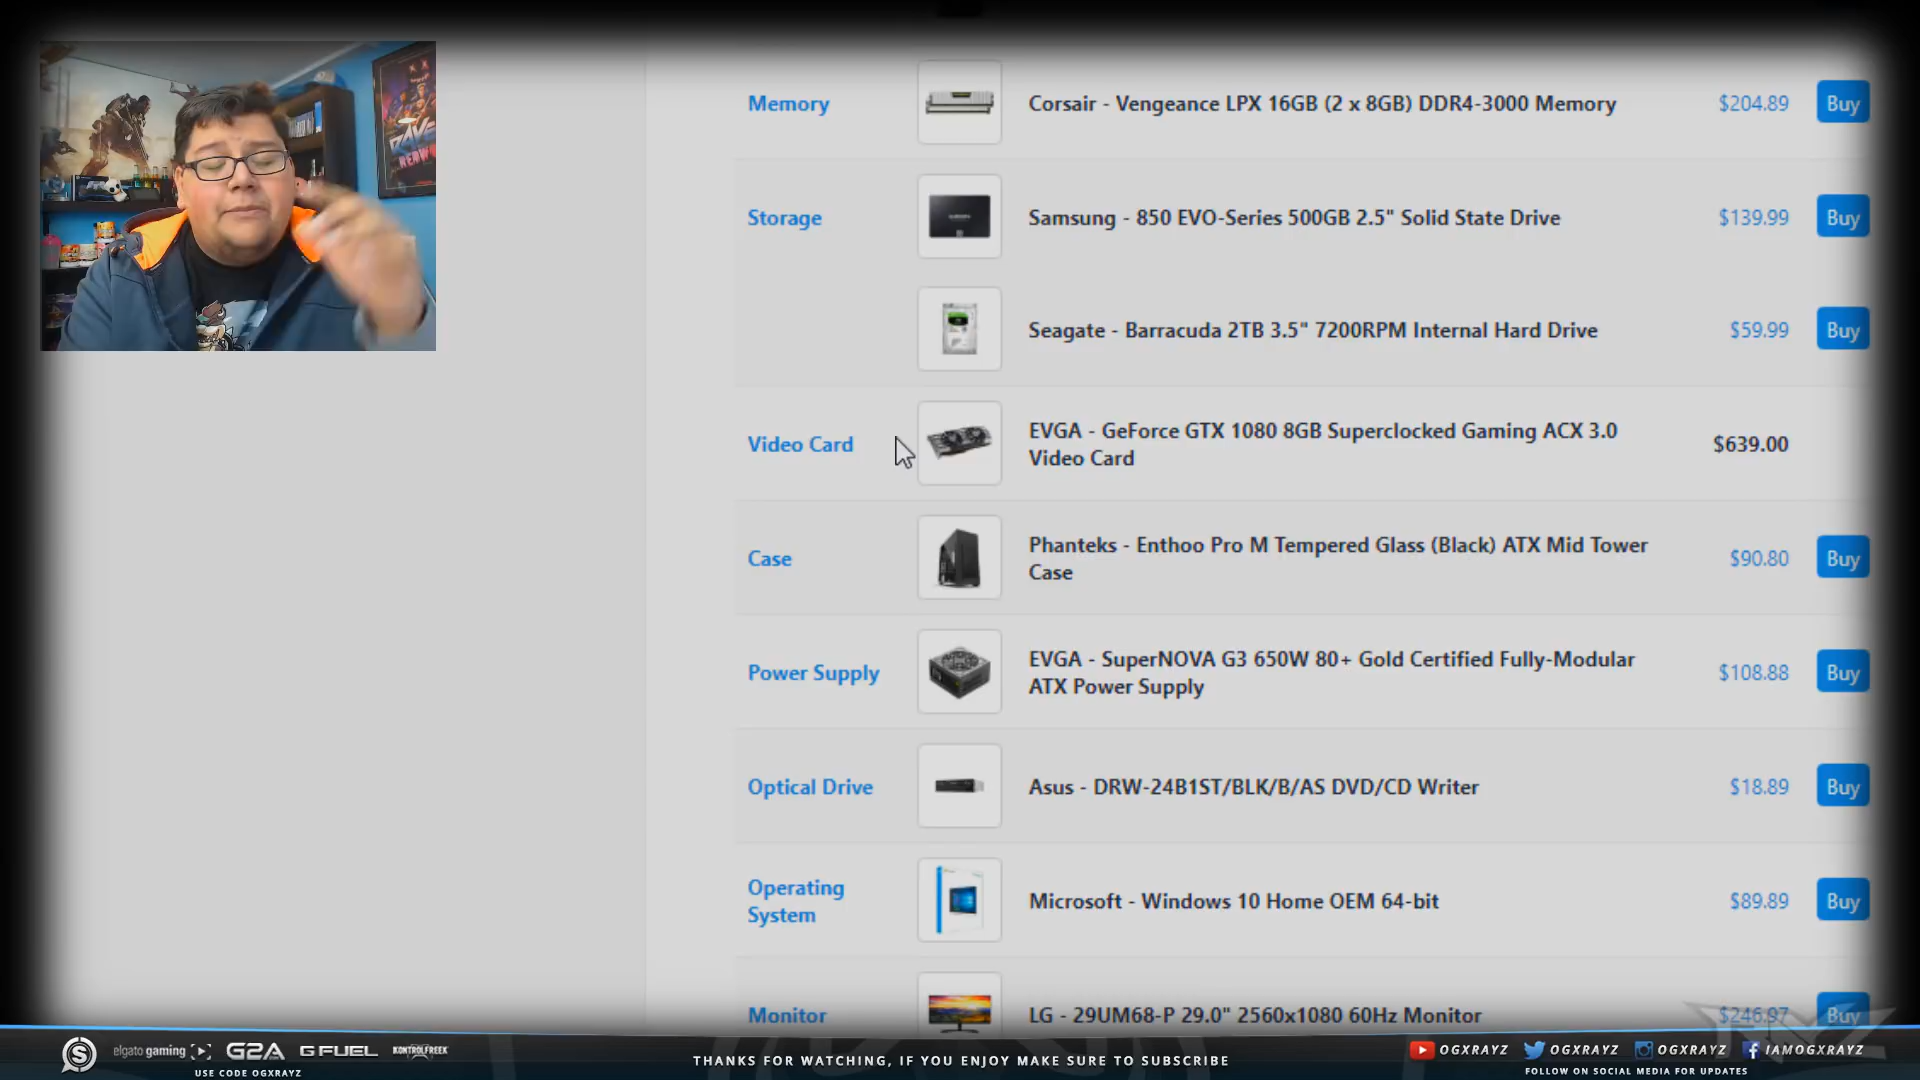 Memory
Corsair - Vengeance LPX 16GB (2 x 8GB) DDR4-3000 Memory
$204.89
Buy
Storage
Samsung - 850 EVO-Series 500GB 2.5" Solid State Drive
$139.99
Buy
Seagate - Barracuda 2TB 3.5" 7200RPM Internal Hard Drive
$59.99
Buy
Video Card
EVGA - GeForce GTX 1080 8GB Superclocked Gaming ACX 3.0
Video Card
$639.00
Case
Phanteks - Enthoo Pro M Tempered Glass (Black) ATX Mid Tower
Case
$90.80
Buy
Power Supply
EVGA - SuperNOVA G3 650W 80+ Gold Certified Fully-Modular
ATX Power Supply
$108.88
Buy
Optical Drive
Asus - DRW-24B1ST/BLK/B/AS DVD/CD Writer
$18.89
Buy
Operating
System
Microsoft - Windows 10 Home OEM 64-bit
$89.89
Buy
Monitor
LG - 29UM68-P 29.0" 2560x1080 60Hz Monitor
$246.97
Buy
elgato gaming
G2A
G FUEL
KONTROLFREEK
USE CODE OGXRAYZ
THANKS FOR WATCHING, IF YOU ENJOY MAKE SURE TO SUBSCRIBE
OGXRAYZ
OGXRAYZ
OGXRAYZ
IAMOGXRAYZ
FOLLOW ON SOCIAL MEDIA FOR UPDATES